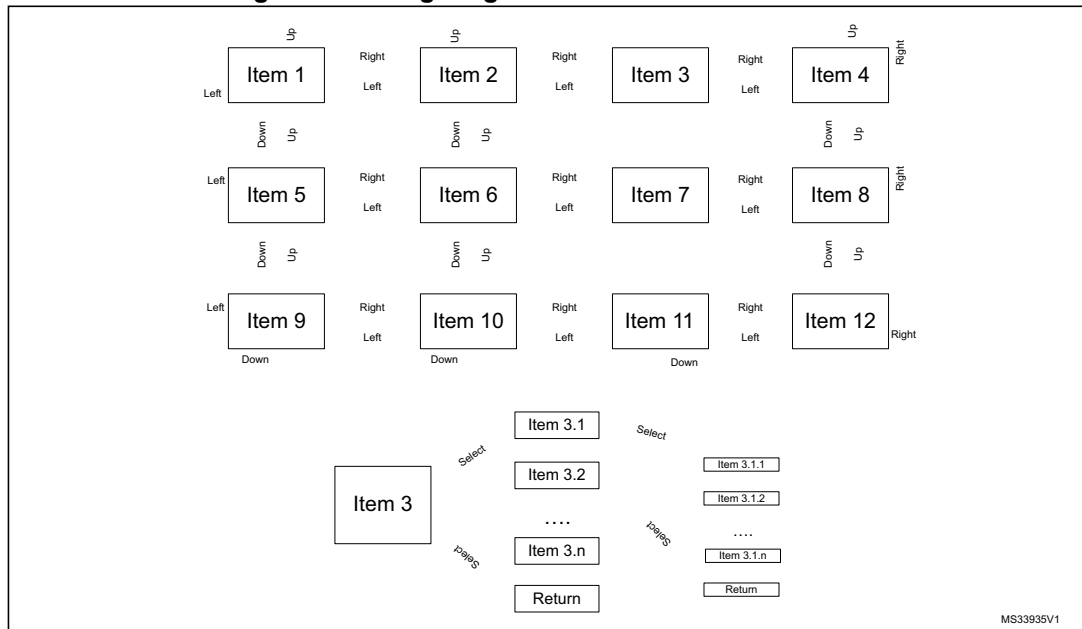 Up Up Up
Item 1 Right Item 2 Right Item 3 Right Item 4 Right
Left Left Left Left
Down Up Down Up Down Up
Left Item 5 Right Item 6 Right Item 7 Right Item 8 Right
Left Left Left
Down Up Down Up Down Up
Left Item 9 Right Item 10 Right Item 11 Right Item 12
Left Left Left Right
Down Down Down
Item 3.1 Select
Select
Item 3.1.1
Item 3.2
Item 3.1.2
Item 3
....
....
Select
Item 3.n Item 3.1.n
Select
Return Return
MS33935V1